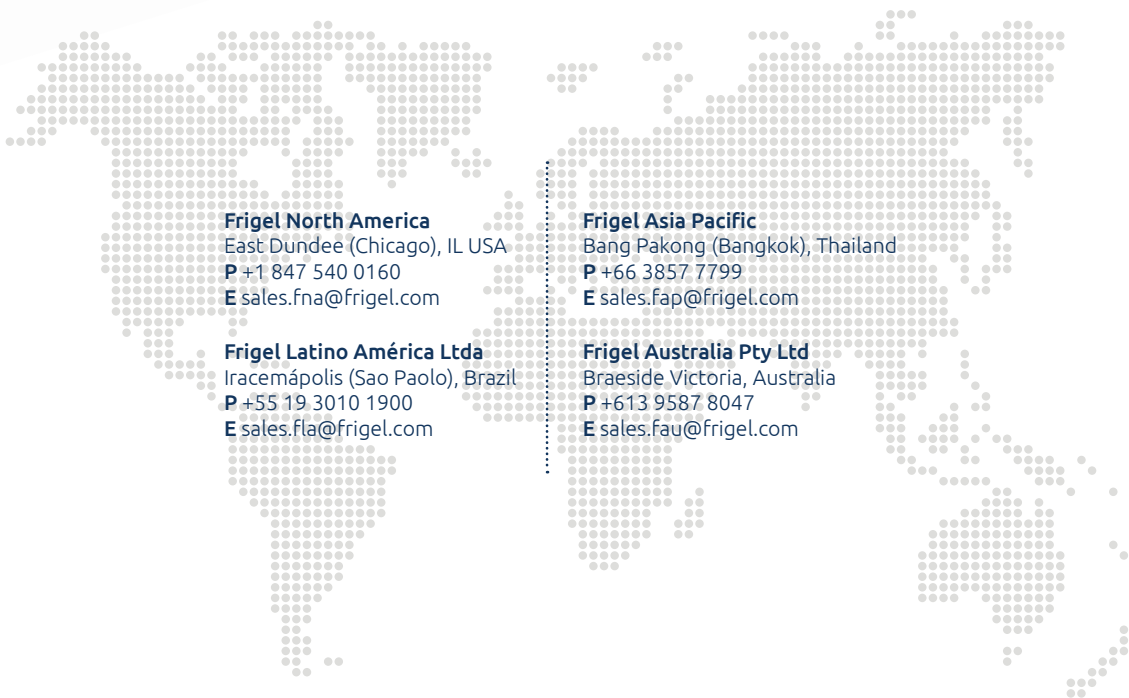 Frigel North America
East Dundee (Chicago), IL USA
P +1 847 540 0160
E sales.fna@frigel.com
Frigel Latino América Ltda
Iracemápolis (Sao Paolo), Brazil
P +55 19 3010 1900
E sales.fla@frigel.com
Frigel Asia Pacific
Bang Pakong (Bangkok), Thailand
P +66 3857 7799
E sales.fap@frigel.com
Frigel Australia Pty Ltd
Braeside Victoria, Australia
P +613 9587 8047
E sales.fau@frigel.com